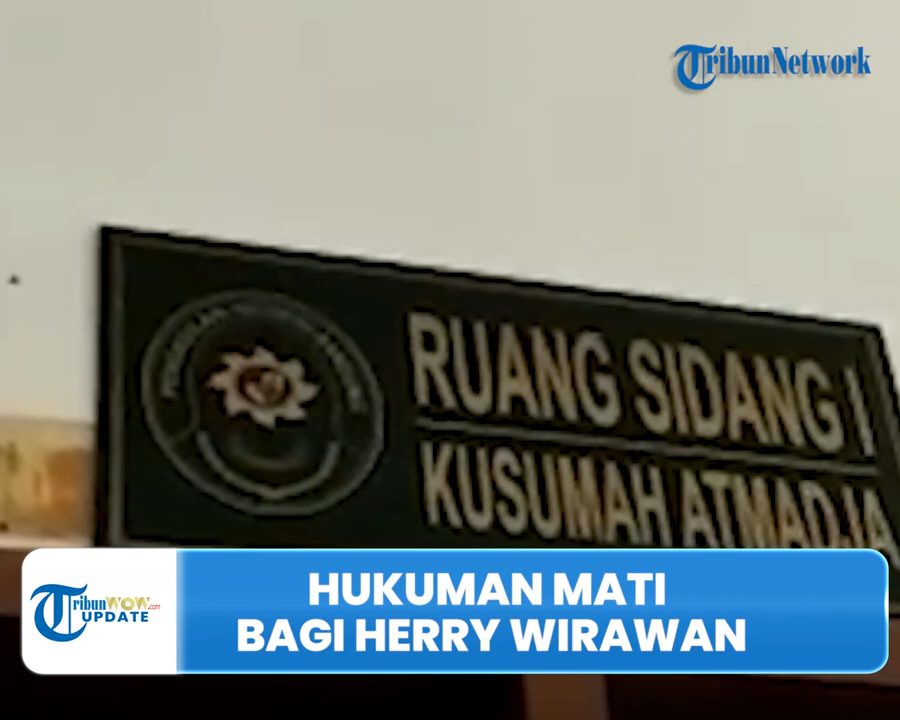 TribunNetwork
RUANG SIDANG I
KUSUMAH ATMADJA
TribunWOW.com
UPDATE
HUKUMAN MATI
BAGI HERRY WIRAWAN